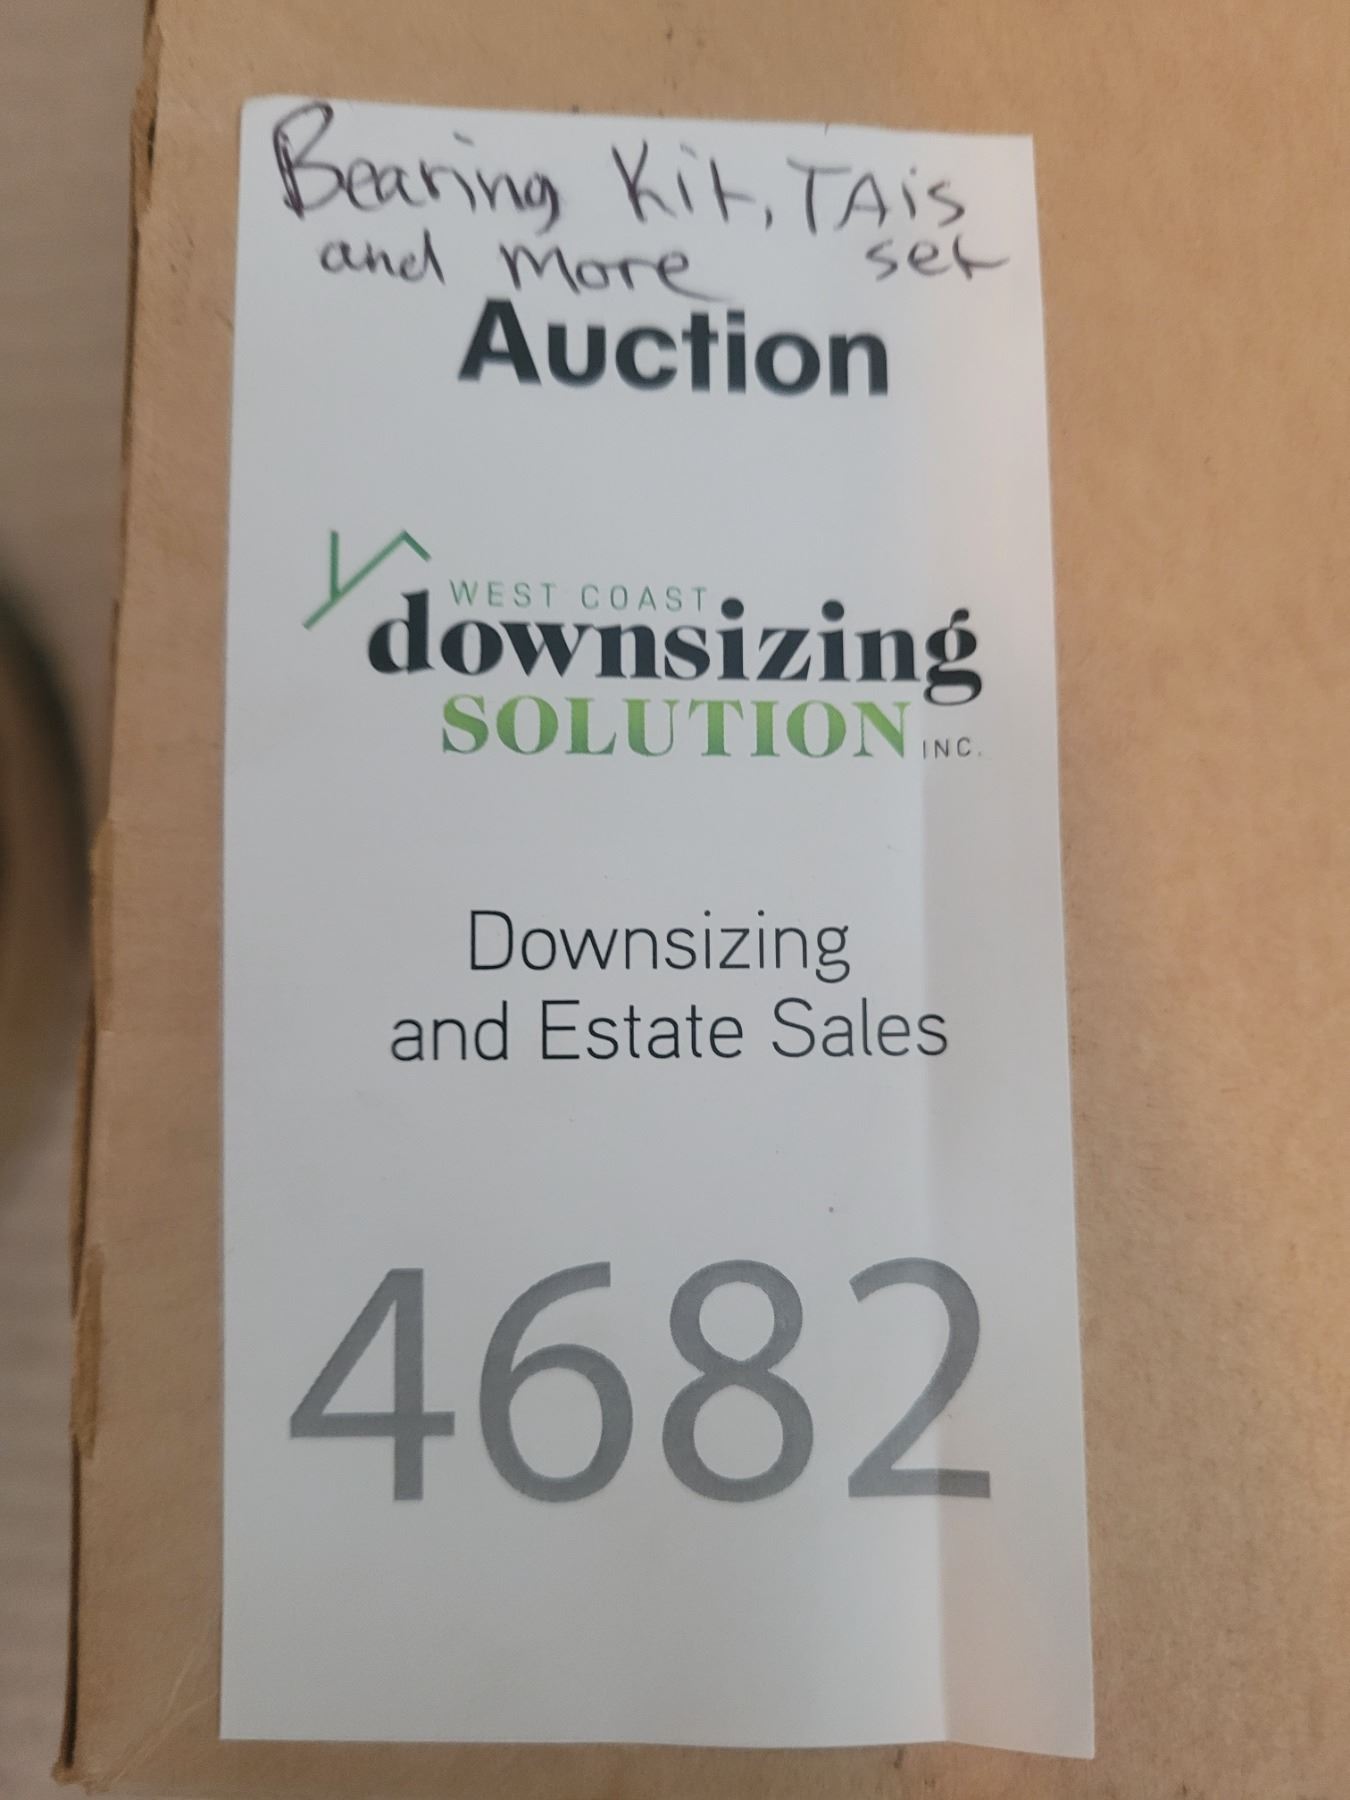 Bearing Kit, TAis
and more set
Auction
WEST COAST
downsizing
SOLUTION INC.
Downsizing
and Estate Sales
4682